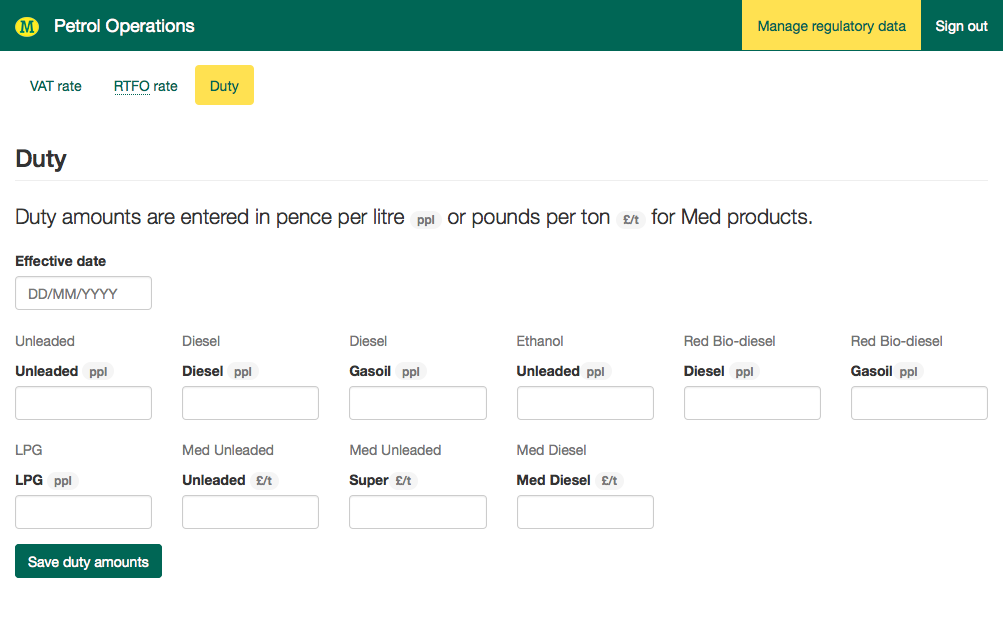 M Petrol Operations Manage regulatory data Sign out
VAT rate RTFO rate Duty
Duty
Duty amounts are entered in pence per litre ppl or pounds per ton £/t for Med products.
Effective date
DD/MM/YYYY
Unleaded Diesel Diesel Ethanol Red Bio-diesel Red Bio-diesel
Unleaded ppl Diesel ppl Gasoil ppl Unleaded ppl Diesel ppl Gasoil ppl
LPG Med Unleaded Med Unleaded Med Diesel
LPG ppl Unleaded £/t Super £/t Med Diesel £/t
Save duty amounts